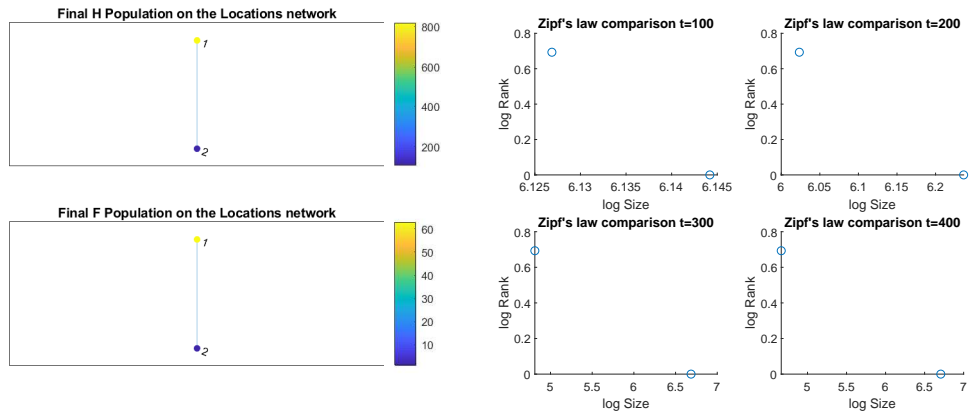 Final H Population on the Locations network
1
2
800
600
400
200
Final F Population on the Locations network
1
2
60
50
40
30
20
10
Zipf's law comparison t=100
log Rank
0.8
0.6
0.4
0.2
0
6.125 6.13 6.135 6.14 6.145
log Size
Zipf's law comparison t=200
log Rank
0.8
0.6
0.4
0.2
0
6 6.05 6.1 6.15 6.2
log Size
Zipf's law comparison t=300
log Rank
0.8
0.6
0.4
0.2
0
5 5.5 6 6.5 7
log Size
Zipf's law comparison t=400
log Rank
0.8
0.6
0.4
0.2
0
5 5.5 6 6.5 7
log Size